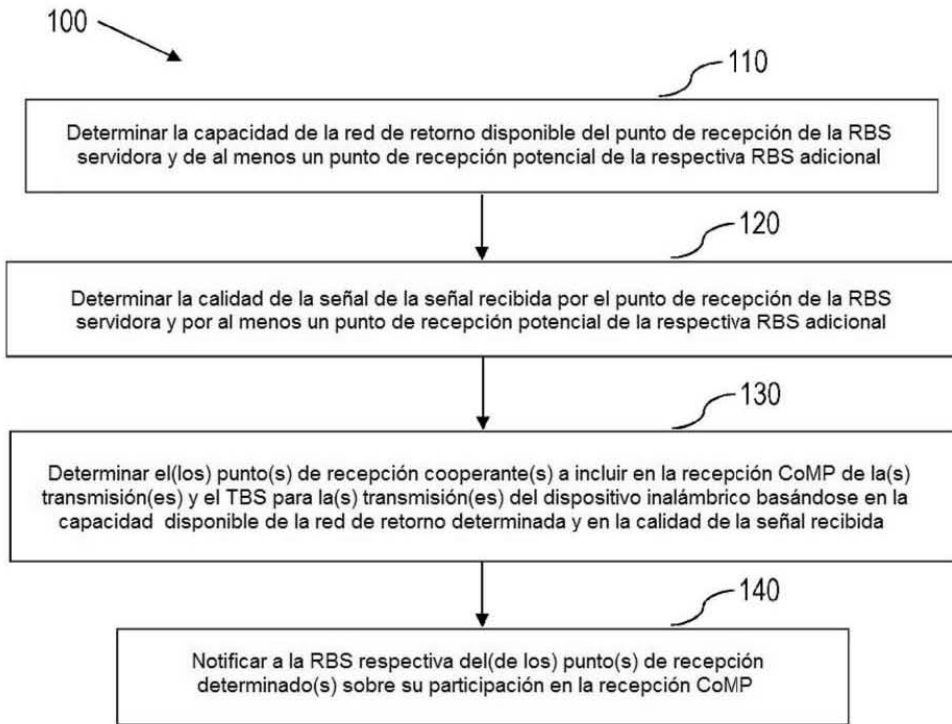 100
110
Determinar la capacidad de la red de retorno disponible del punto de recepción de la RBS
servidora y de al menos un punto de recepción potencial de la respectiva RBS adicional
120
Determinar la calidad de la señal de la señal recibida por el punto de recepción de la RBS
servidora y por al menos un punto de recepción potencial de la respectiva RBS adicional
130
Determinar el(los) punto(s) de recepción cooperante(s) a incluir en la recepción CoMP de la(s)
transmisión(es) y el TBS para la(s) transmisión(es) del dispositivo inalámbrico basándose en la
capacidad disponible de la red de retorno determinada y en la calidad de la señal recibida
140
Notificar a la RBS respectiva del(de los) punto(s) de recepción
determinado(s) sobre su participación en la recepción CoMP